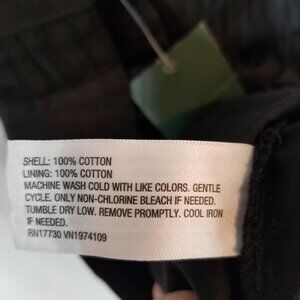 SHELL: 100% COTTON
LINING: 100% COTTON
MACHINE WASH COLD WITH LIKE COLORS. GENTLE
CYCLE. ONLY NON-CHLORINE BLEACH IF NEEDED.
TUMBLE DRY LOW. REMOVE PROMPTLY. COOL IRON
IF NEEDED.
RN17730 VN1974109